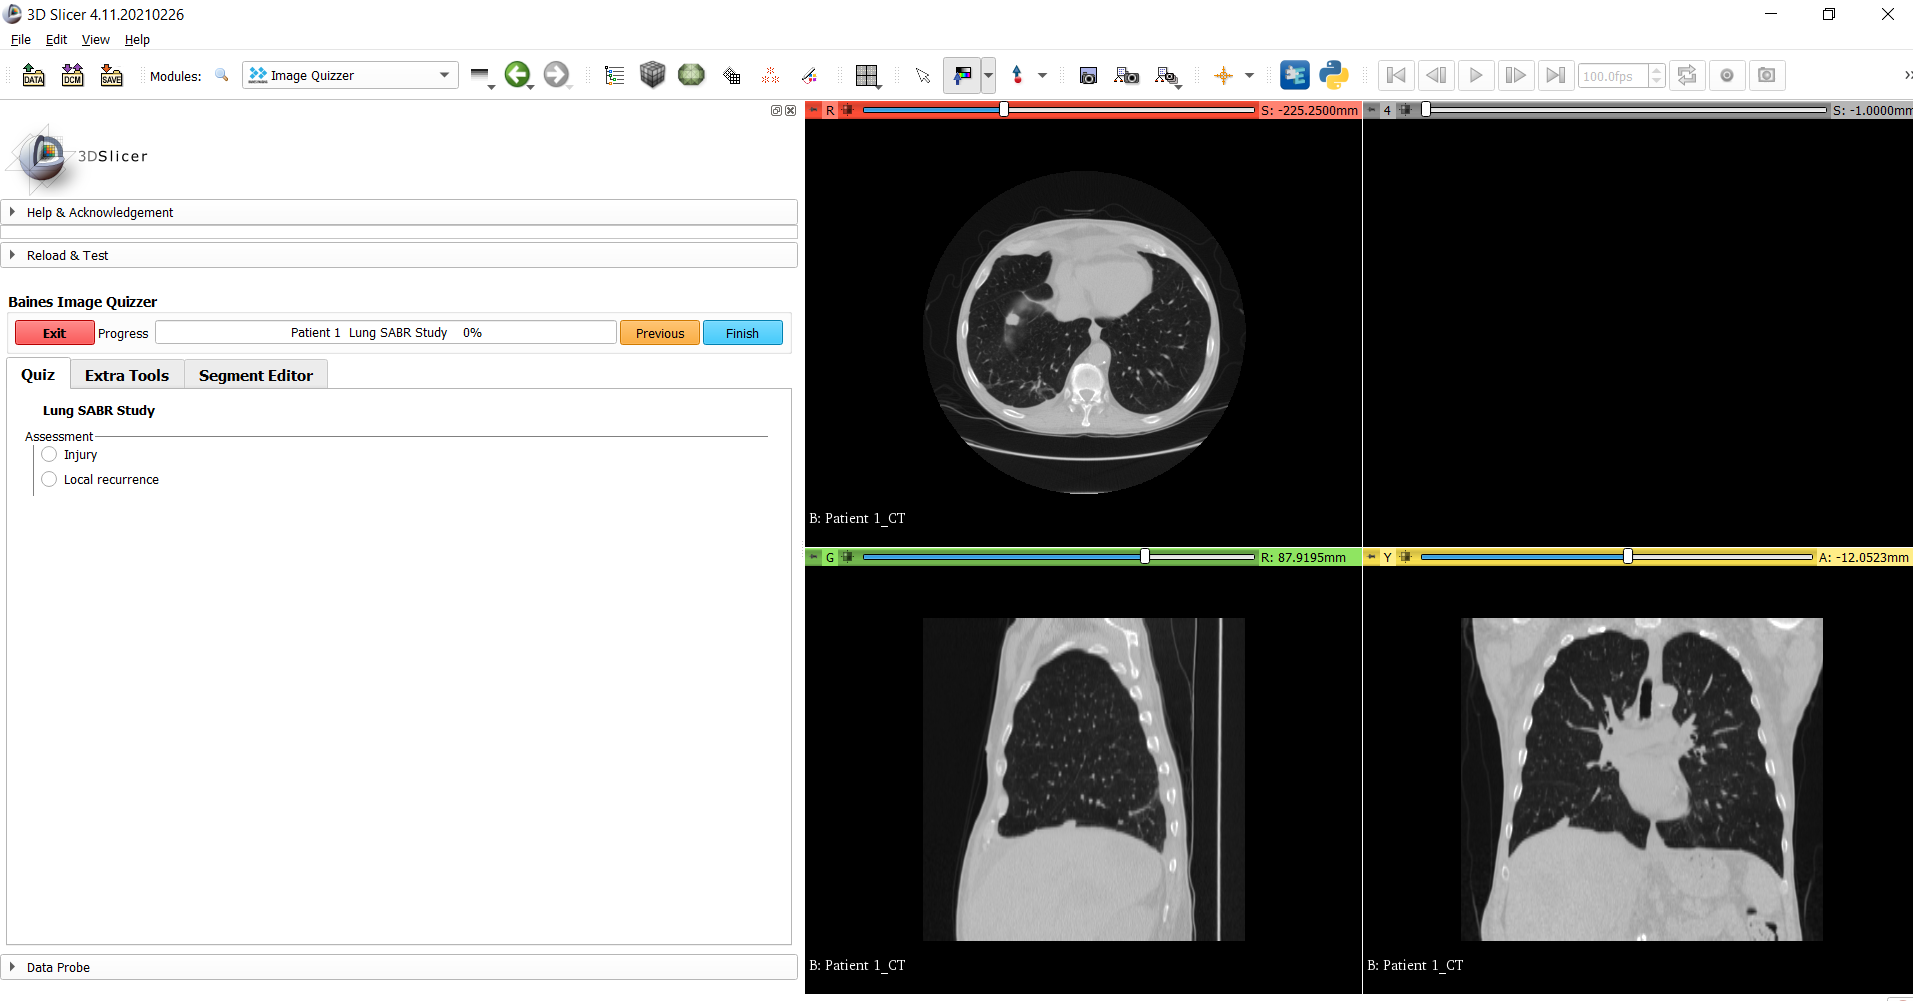 3D Slicer 4.11.20210226
File Edit View Help
DATA DCM SAVE Modules: Image Quizzer 100.0fps
R S: -225.2500mm
4 S: -1.0000mm
3DSlicer
Help & Acknowledgement
Reload & Test
Baines Image Quizzer
Exit Progress Patient 1 Lung SABR Study 0% Previous Finish
Quiz Extra Tools Segment Editor
Lung SABR Study
Assessment
Injury
Local recurrence
B: Patient 1_CT
G R: 87.9195mm
Y A: -12.0523mm
B: Patient 1_CT
B: Patient 1_CT
Data Probe